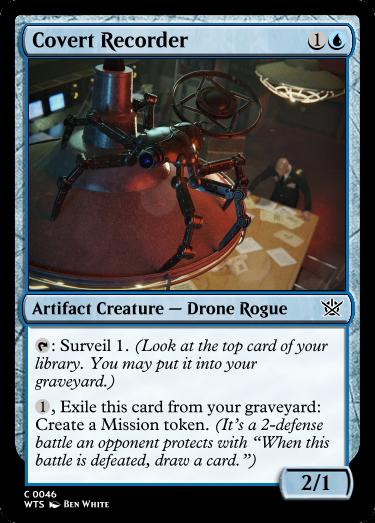 Covert Recorder 1
Artifact Creature — Drone Rogue
: Surveil 1. (Look at the top card of your
library. You may put it into your
graveyard.)
1, Exile this card from your graveyard:
Create a Mission token. (It's a 2-defense
battle an opponent protects with “When this
battle is defeated, draw a card.”)
2/1
C 0046
WTS Ben White